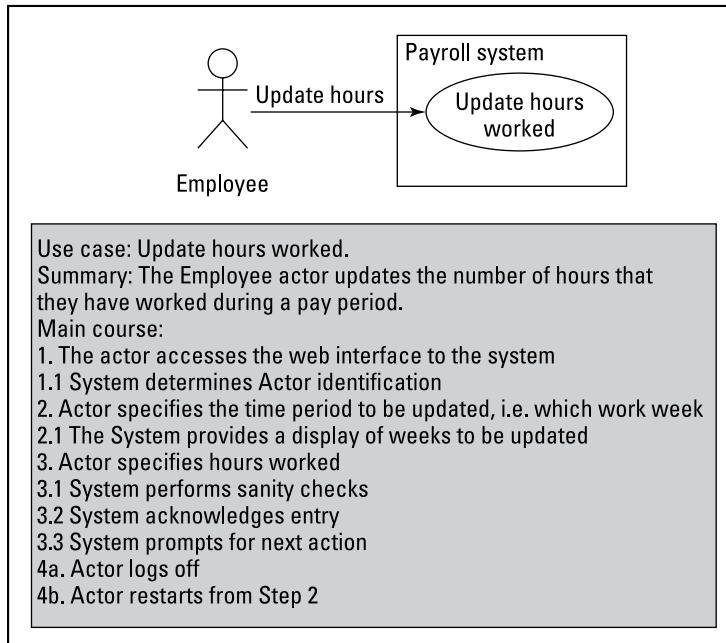 Payroll system
Update hours
Update hours
worked
Employee
Use case: Update hours worked.
Summary: The Employee actor updates the number of hours that
they have worked during a pay period.
Main course:
1. The actor accesses the web interface to the system
1.1 System determines Actor identification
2. Actor specifies the time period to be updated, i.e. which work week
2.1 The System provides a display of weeks to be updated
3. Actor specifies hours worked
3.1 System performs sanity checks
3.2 System acknowledges entry
3.3 System prompts for next action
4a. Actor logs off
4b. Actor restarts from Step 2